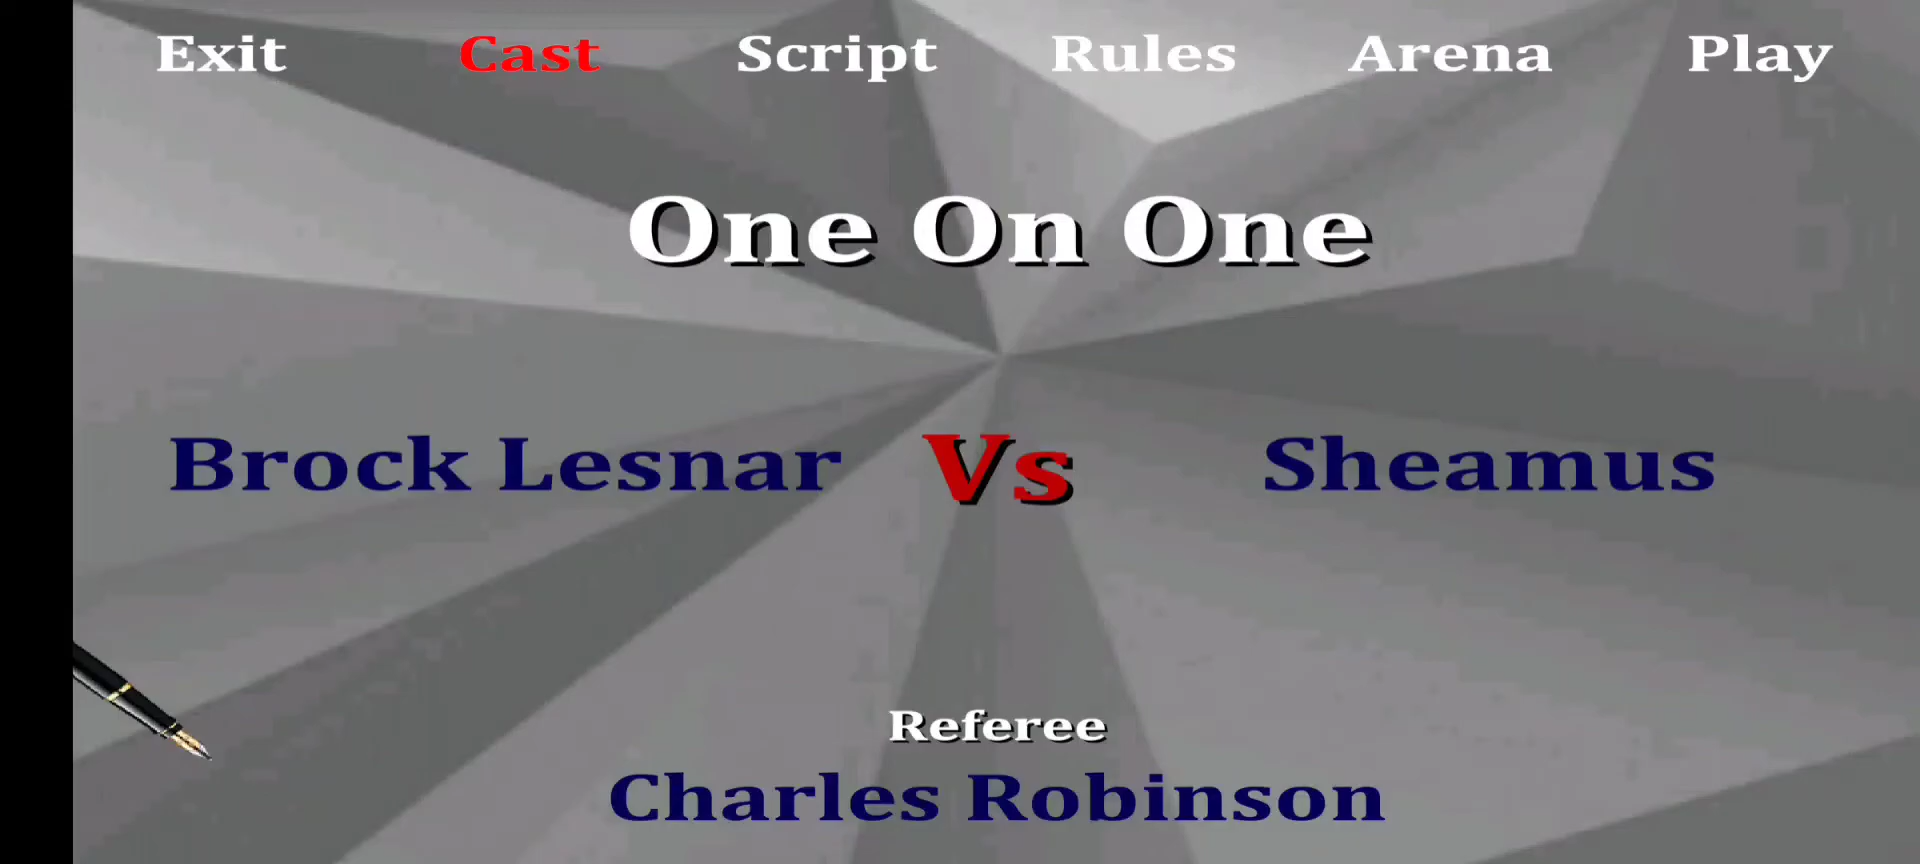 Exit Cast Script Rules Arena Play
One On One
Brock Lesnar Vs Sheamus
Referee
Charles Robinson